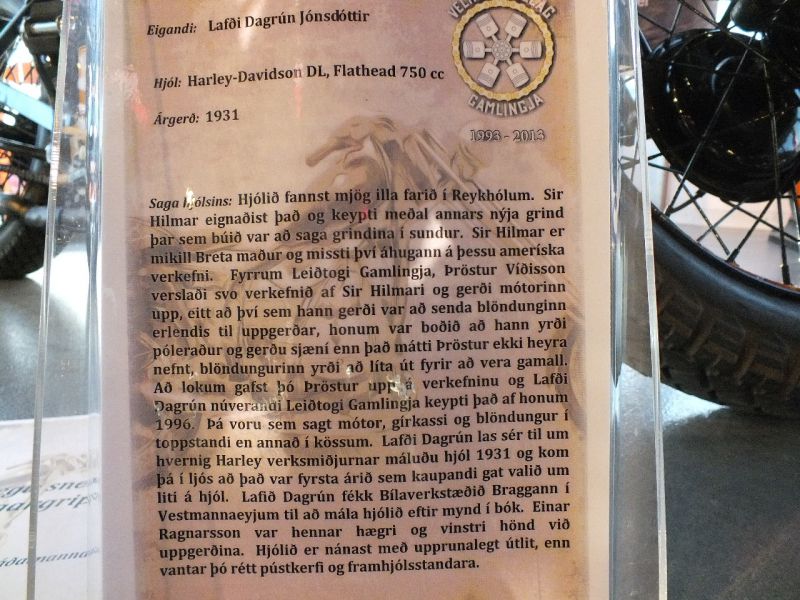 Eigandi: Lafði Dagrún Jónsdóttir
GAMLINGJA
1993 - 2013
Hjól: Harley-Davidson DL, Flathead 750 cc
Árgerð: 1931
Saga hjólsins: Hjólið fannst mjög illa farið í Reykhólum. Sir
Hilmar eignaðist það og keypti meðal annars nýja grind
þar sem búið var að saga grindina í sundur. Sir Hilmar er
mikill Breta maður og missti því áhugann á þessu ameríska
verkefni. Fyrrum Leiðtogi Gamlingja, Þröstur Víðisson
verslaði svo verkefnið af Sir Hilmari og gerði mótorinn
upp, eitt að því sem hann gerði var að senda blöndunginn
erlendis til uppgerðar, honum var boðið að hann yrði
póleraður og gerðu sjæní enn það mátti Þröstur ekki heyra
nefnt, blöndungurinn yrði að líta út fyrir að vera gamall.
Að lokum gafst þó Þröstur upp á verkefninu og Lafði
Dagrún núverandi Leiðtogi Gamlingja keypti það af honum
1996. Þá voru sem sagt mótor, gírkassi og blöndungur í
toppstandi en annað í kössum. Lafði Dagrún las sér til um
hvernig Harley verksmiðjurnar máluðu hjól 1931 og kom
þá í ljós að það var fyrsta árið sem kaupandi gat valið um
liti á hjól. Lafið Dagrún fékk Bílaverkstæðið Braggann í
Vestmannaeyjum til að mála hjólið eftir mynd í bók. Einar
Ragnarsson var hennar hægri og vinstri hönd við
uppgerðina. Hjólið er nánast með upprunalegt útlit, enn
vantar þó rétt pústkerfi og framhjólsstandara.